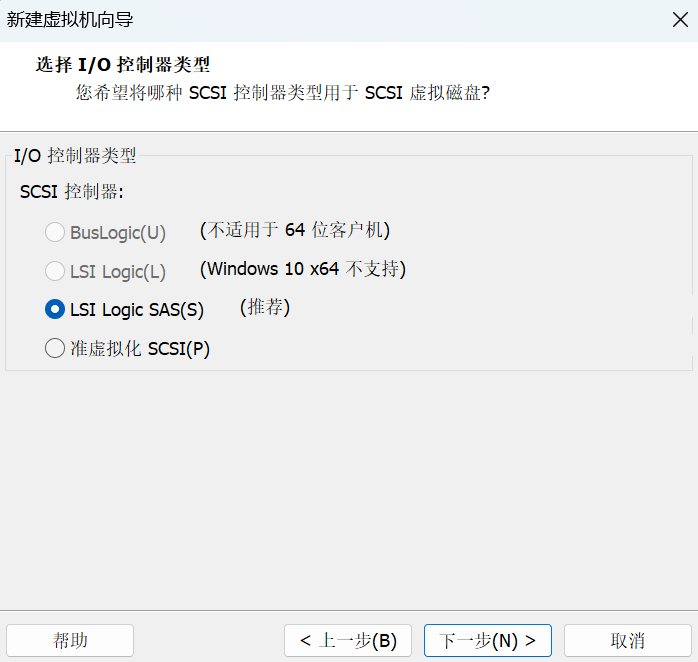 新建虚拟机向导
选择 I/O 控制器类型
您希望将哪种 SCSI 控制器类型用于 SCSI 虚拟磁盘?
I/O 控制器类型
SCSI 控制器:
BusLogic(U) (不适用于 64 位客户机)
LSI Logic(L) (Windows 10 x64 不支持)
LSI Logic SAS(S) (推荐)
准虚拟化 SCSI(P)
帮助 < 上一步(B) 下一步(N) > 取消